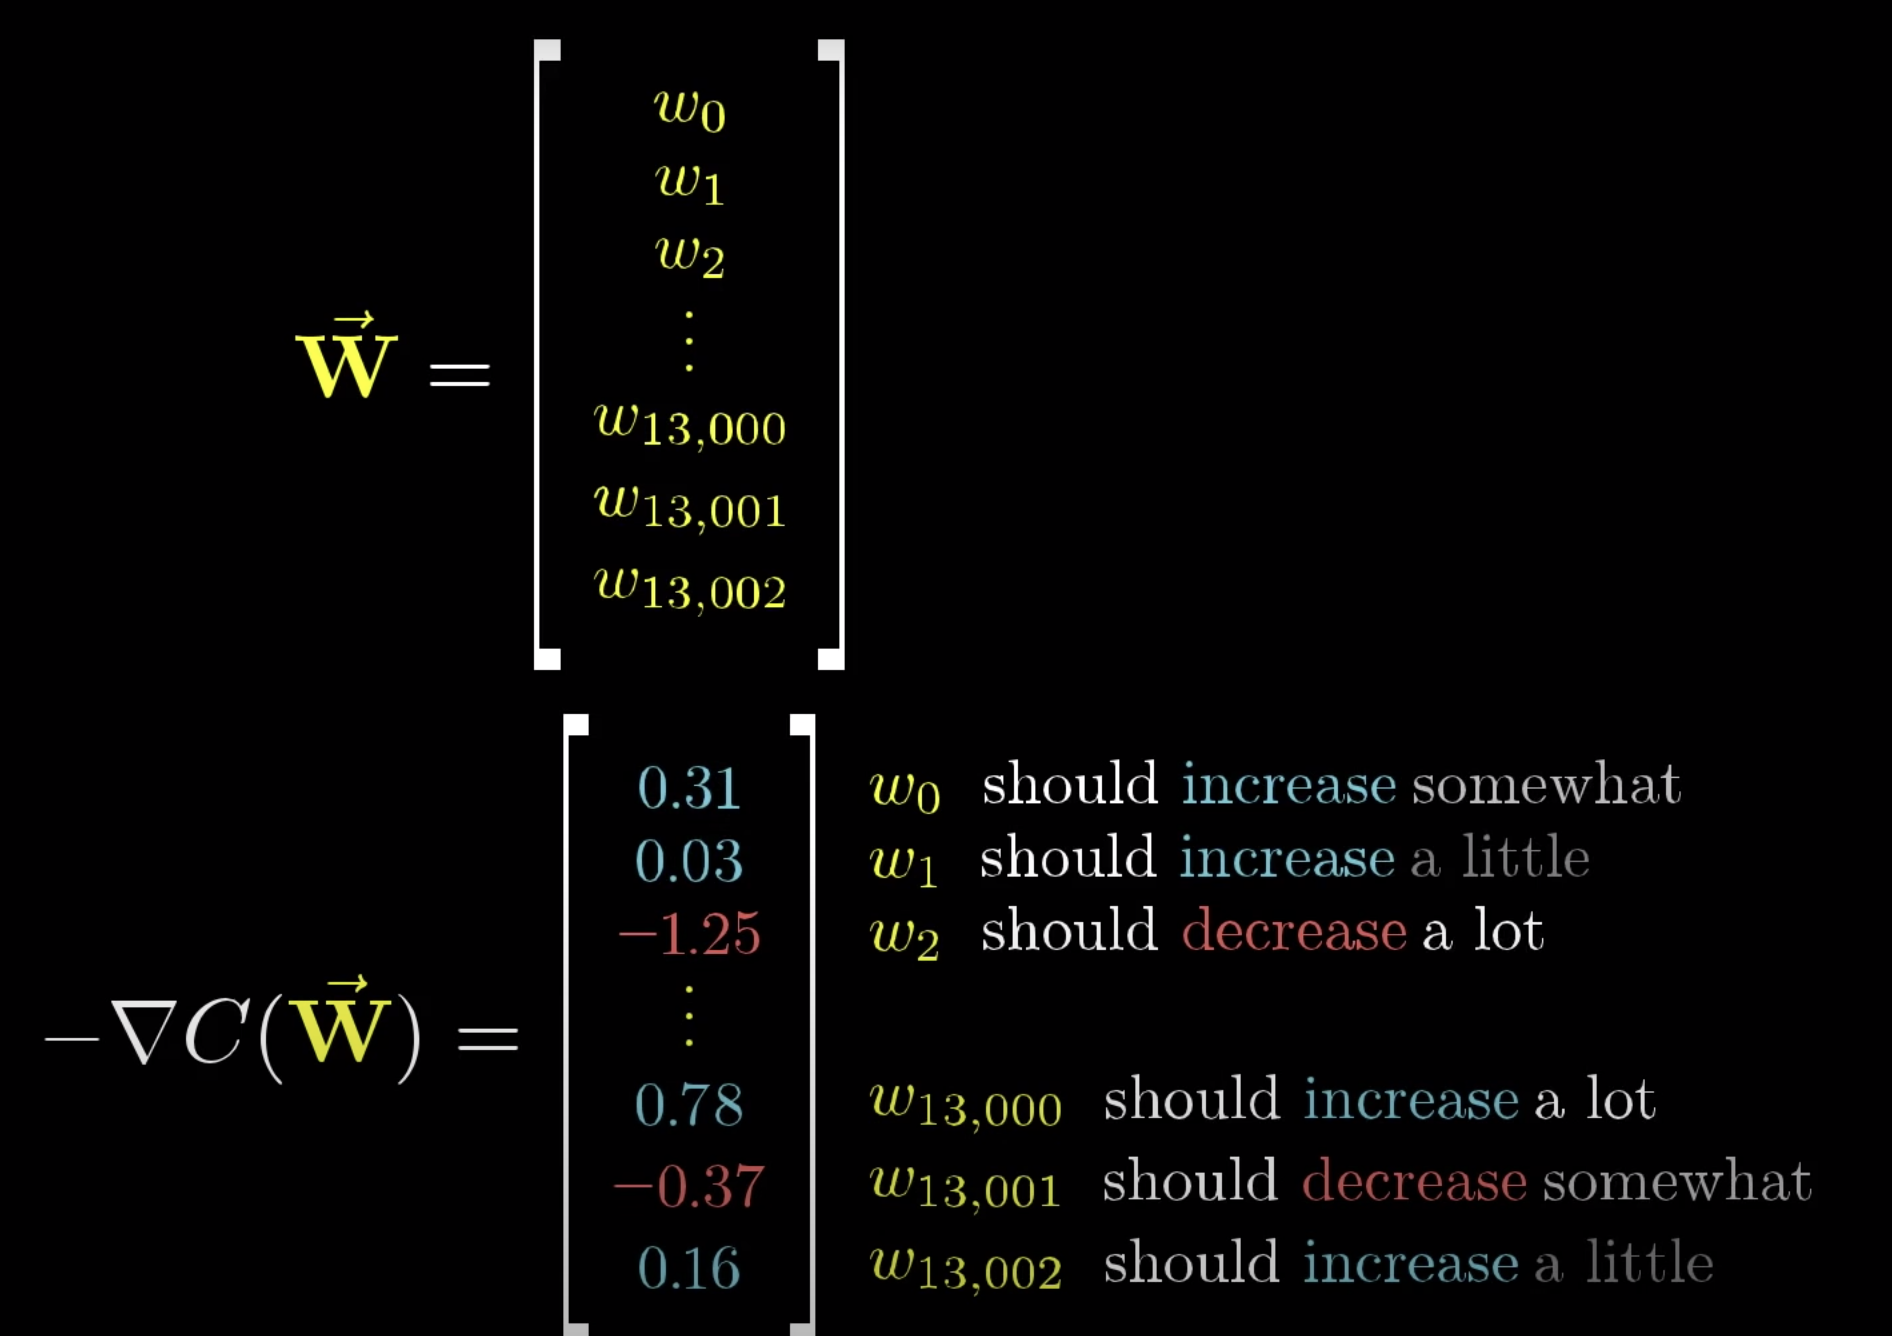 w₀
w₁
w₂
⋮
W⃗ =
w₁₃,₀₀₀
w₁₃,₀₀₁
w₁₃,₀₀₂
0.31 w₀ should increase somewhat
0.03 w₁ should increase a little
−1.25 w₂ should decrease a lot
⋮
−∇C(W⃗) =
0.78 w₁₃,₀₀₀ should increase a lot
−0.37 w₁₃,₀₀₁ should decrease somewhat
0.16 w₁₃,₀₀₂ should increase a little